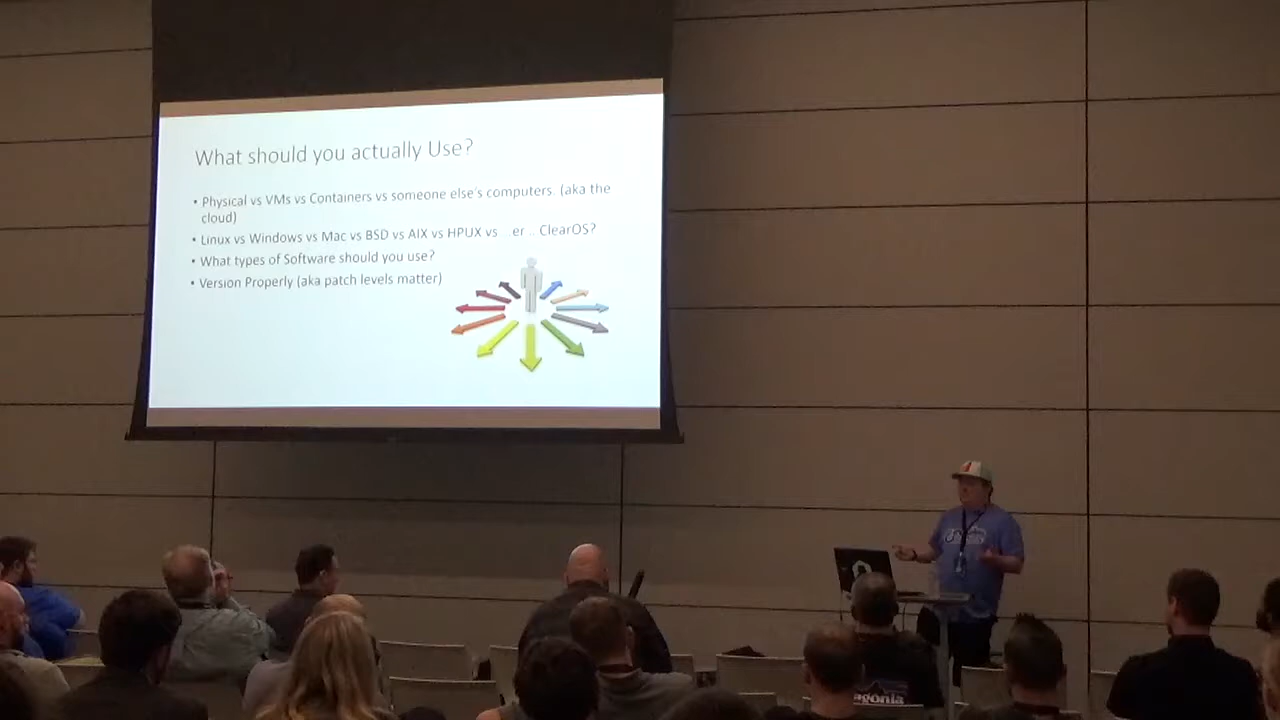 What should you actually Use?
• Physical vs VMs vs Containers vs someone else's computers. (aka the
cloud)
• Linux vs Windows vs Mac vs BSD vs AIX vs HPUX vs ...er... ClearOS?
• What types of Software should you use?
• Version Properly (aka patch levels matter)
agonia